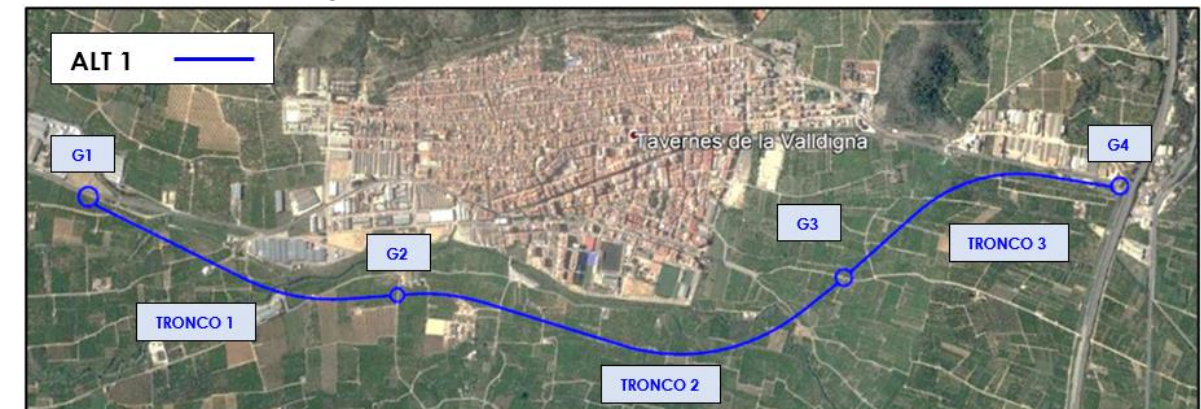 ALT 1
G1
Tavernes de la Valldigna
G4
G3
G2
TRONCO 3
TRONCO 1
TRONCO 2